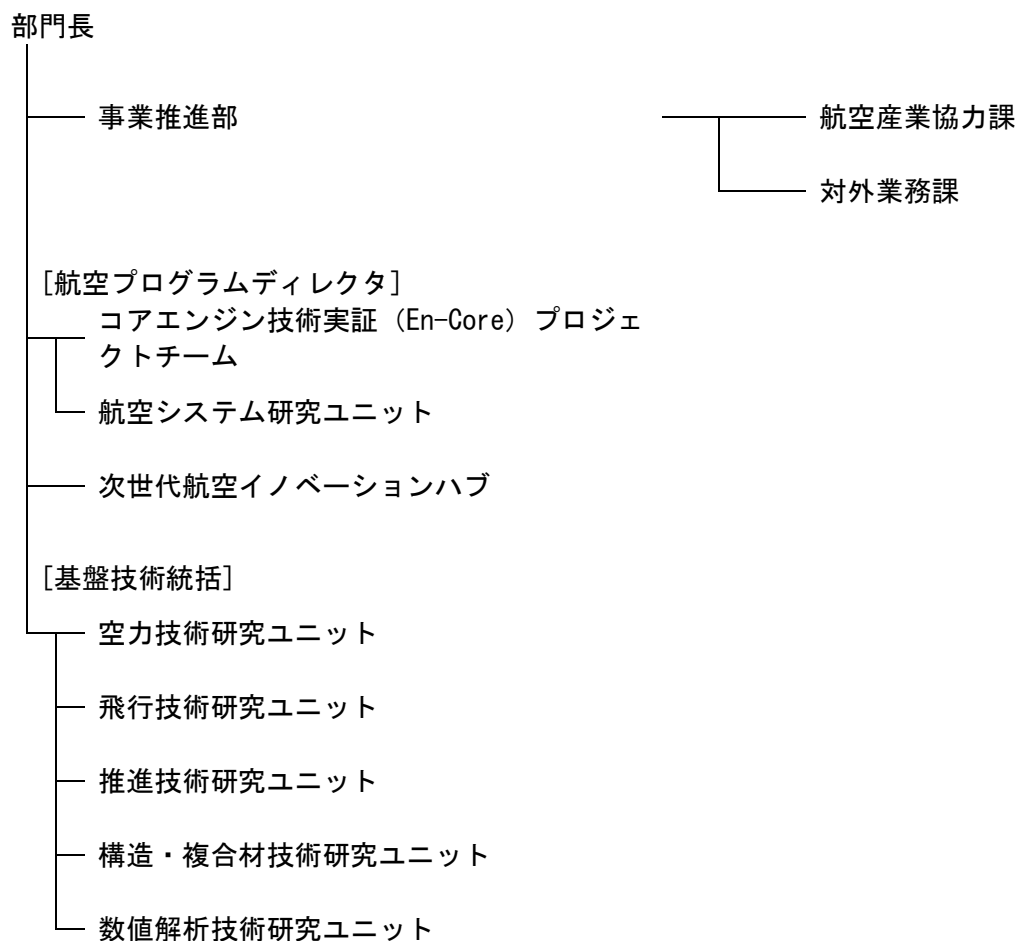 部門長
事業推進部
航空産業協力課
対外業務課
[航空プログラムディレクタ]
コアエンジン技術実証（En-Core）プロジェ
クトチーム
航空システム研究ユニット
次世代航空イノベーションハブ
[基盤技術統括]
空力技術研究ユニット
飛行技術研究ユニット
推進技術研究ユニット
構造・複合材技術研究ユニット
数値解析技術研究ユニット